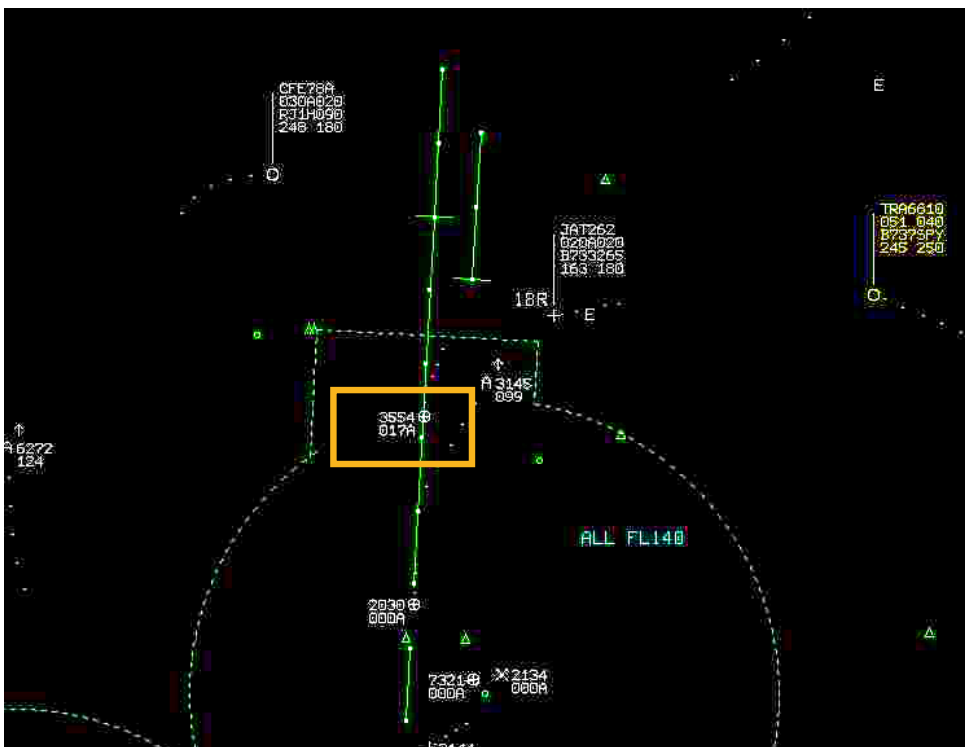 CFE78A
030A020
RJ1H090
248 180
E
TRA6610
051 040
B737SPY
245 250
JAT262
020A020
B733265
163 180
18R
E
A 3145
099
3554
017A
A 6272
124
ALL FL140
2030
000A
7321
000A
2134
000A